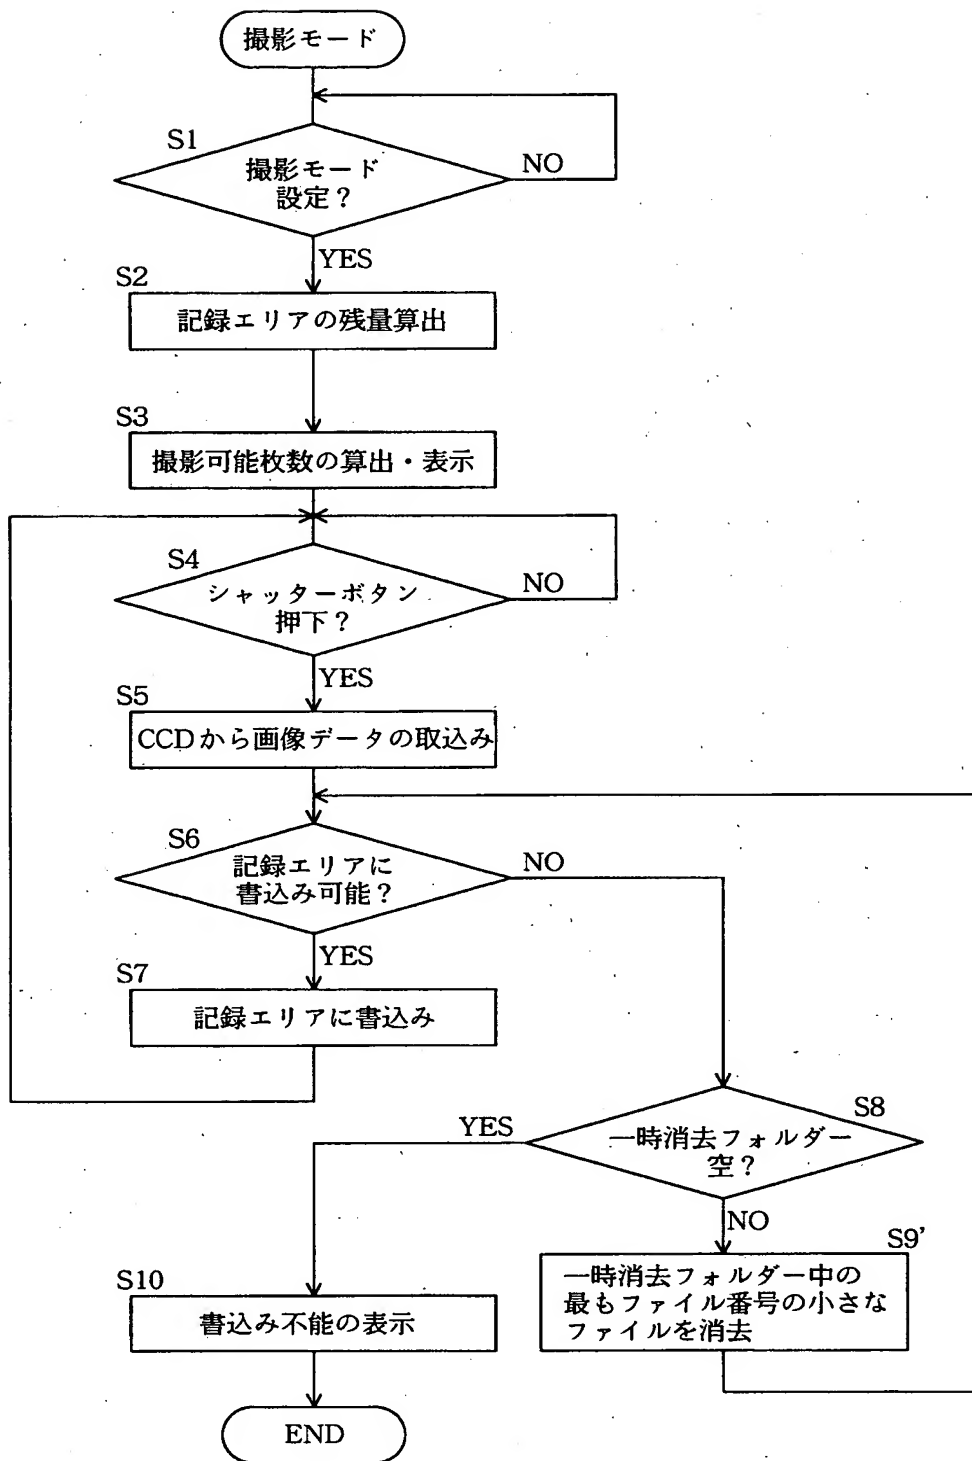 撮影モード
S1
撮影モード
設定？
NO
YES
S2
記録エリアの残量算出
S3
撮影可能枚数の算出・表示
S4
シャッターボタン
押下？
NO
YES
S5
CCDから画像データの取込み
S6
記録エリアに
書込み可能？
NO
YES
S7
記録エリアに書込み
S8
一時消去フォルダー
空？
YES
NO
S9'
一時消去フォルダー中の
最もファイル番号の小さな
ファイルを消去
S10
書込み不能の表示
END